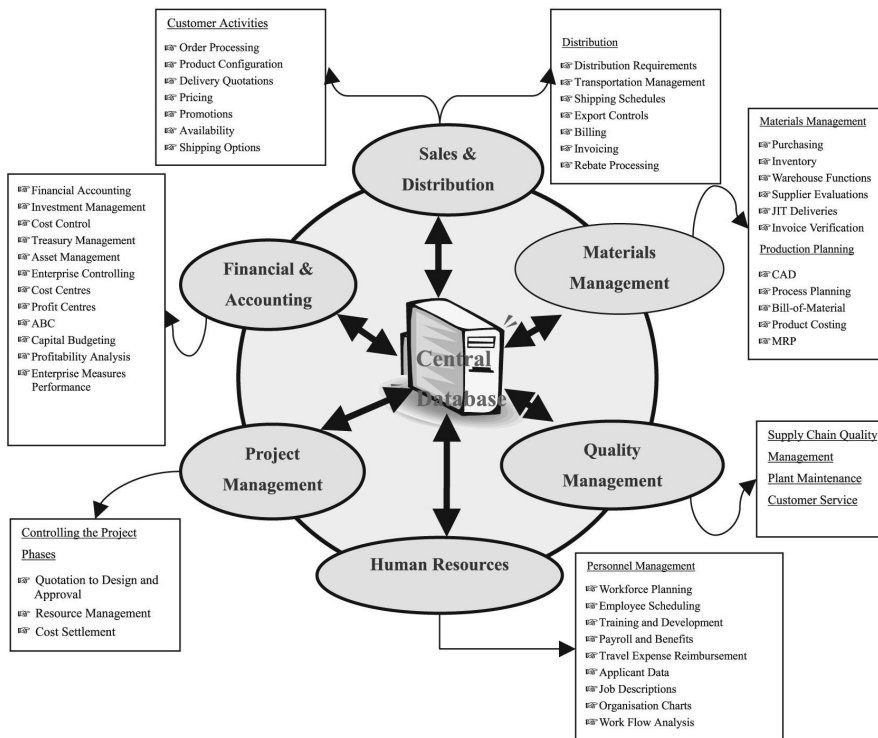 Customer Activities
Order Processing
Product Configuration
Delivery Quotations
Pricing
Promotions
Availability
Shipping Options
Distribution
Distribution Requirements
Transportation Management
Shipping Schedules
Export Controls
Billing
Invoicing
Rebate Processing
Materials Management
Purchasing
Inventory
Warehouse Functions
Supplier Evaluations
JIT Deliveries
Invoice Verification
Production Planning
CAD
Process Planning
Bill-of-Material
Product Costing
MRP
Financial Accounting
Investment Management
Cost Control
Treasury Management
Asset Management
Enterprise Controlling
Cost Centres
Profit Centres
ABC
Capital Budgeting
Profitability Analysis
Enterprise Measures
Performance
Sales &
Distribution
Financial &
Accounting
Materials
Management
Central
Database
Project
Management
Quality
Management
Human Resources
Supply Chain Quality
Management
Plant Maintenance
Customer Service
Controlling the Project
Phases
Quotation to Design and
Approval
Resource Management
Cost Settlement
Personnel Management
Workforce Planning
Employee Scheduling
Training and Development
Payroll and Benefits
Travel Expense Reimbursement
Applicant Data
Job Descriptions
Organisation Charts
Work Flow Analysis